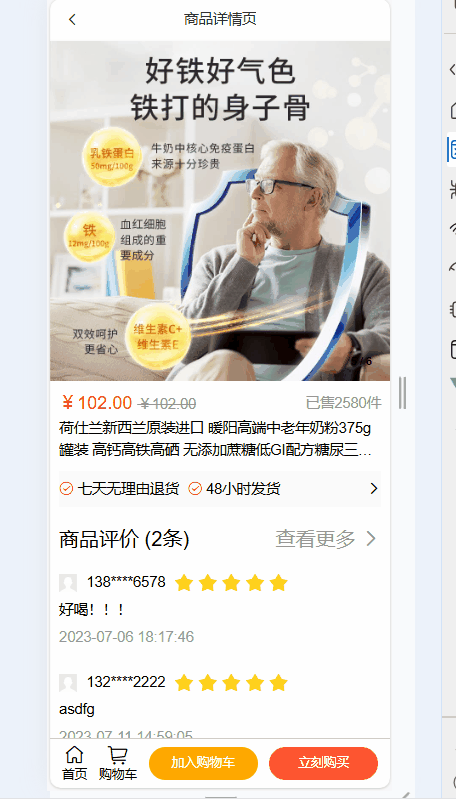 商品详情页
好铁好气色
铁打的身子骨
乳铁蛋白
50mg/100g
牛奶中核心免疫蛋白
来源十分珍贵
铁
12mg/100g
血红细胞
组成的重
要成分
双效呵护
更省心
维生素C+
维生素E
6
￥102.00 ￥102.00 已售2580件
荷仕兰新西兰原装进口 暖阳高端中老年奶粉375g
罐装 高钙高铁高硒 无添加蔗糖低GI配方糖尿三...
七天无理由退货 48小时发货
商品评价 (2条) 查看更多
138****6578
好喝！！！
2023-07-06 18:17:46
132****2222
asdfg
2023-07-11 14:59:05
首页 购物车 加入购物车 立刻购买